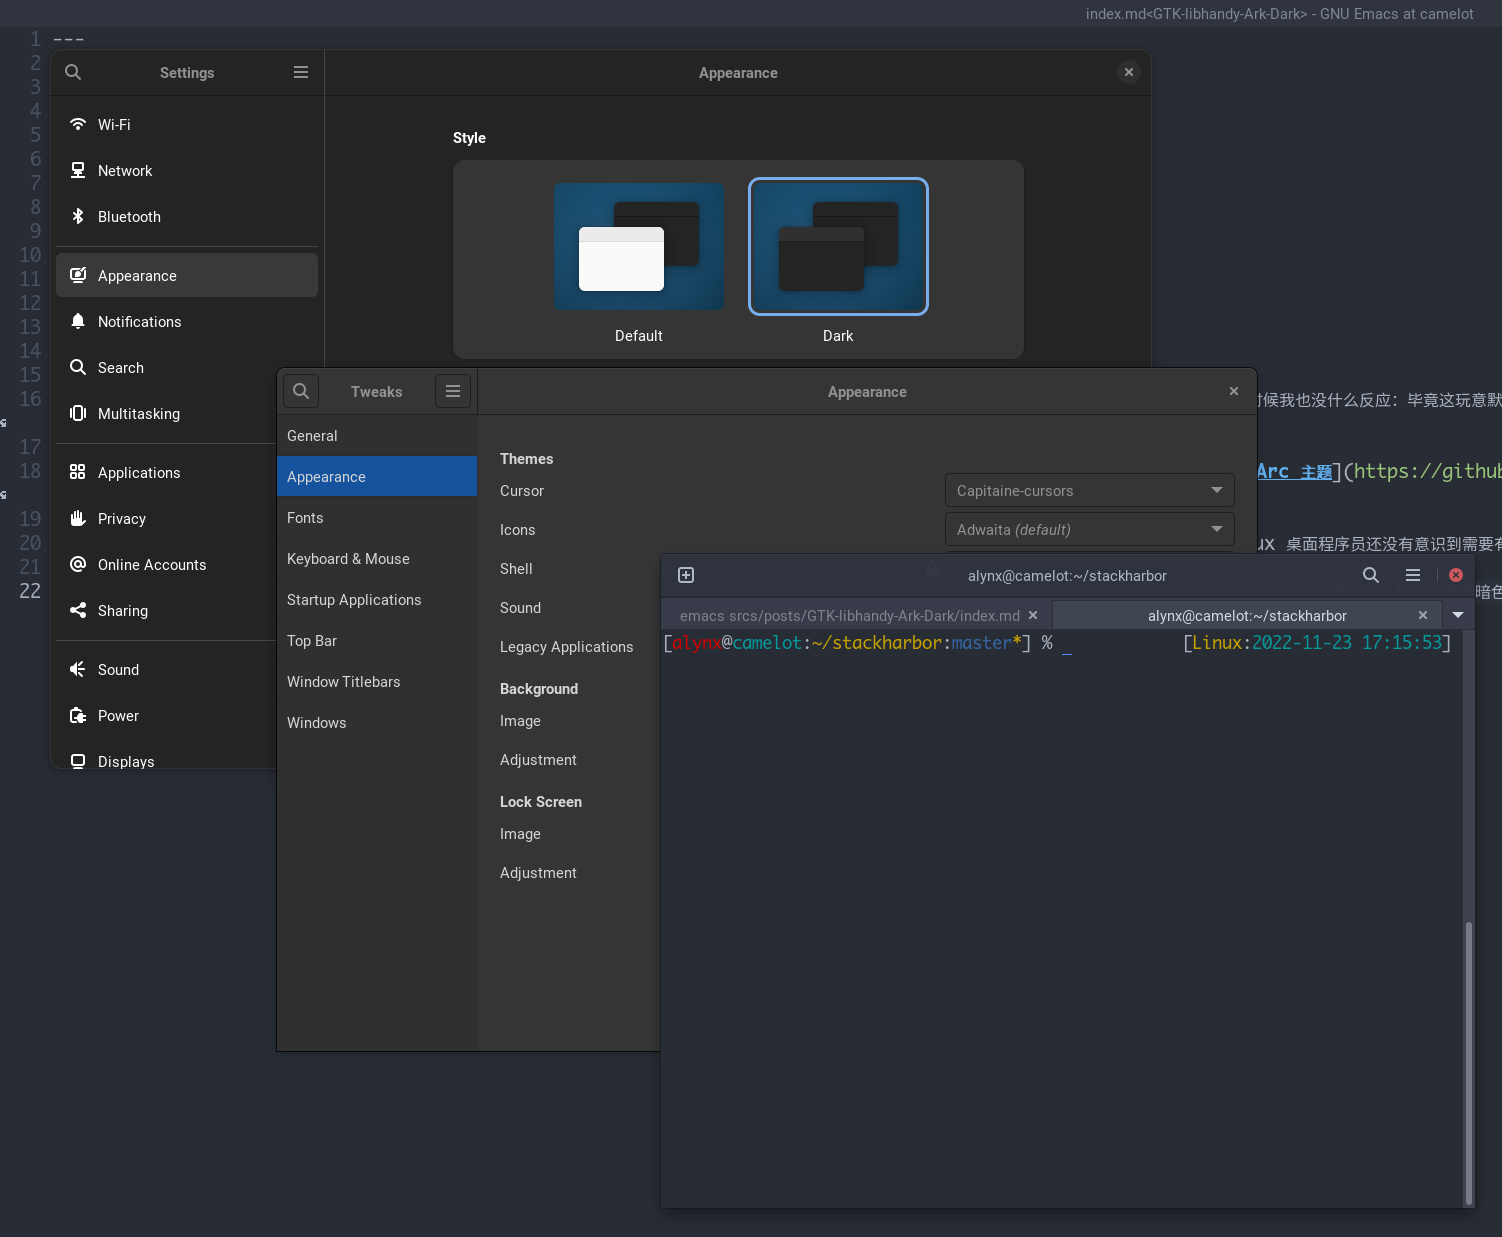 index.md<GTK-libhandy-Ark-Dark> - GNU Emacs at camelot
1 ---
2
3
4
5
6
7
8
9
10
11
12
13
14
15
16
17
18
19
20
21
22
Settings
Wi-Fi
Network
Bluetooth
Appearance
Notifications
Search
Multitasking
Applications
Privacy
Online Accounts
Sharing
Sound
Power
Displays
Appearance
Style
Default
Dark
候我也没什么反应：毕竟这玩意默
Arc 主题](https://github
ux 桌面程序员还没有意识到需要有
暗色
Tweaks
General
Appearance
Fonts
Keyboard & Mouse
Startup Applications
Top Bar
Window Titlebars
Windows
Appearance
Themes
Cursor
Capitaine-cursors
Icons
Adwaita (default)
Shell
Sound
Legacy Applications
Background
Image
Adjustment
Lock Screen
Image
Adjustment
alynx@camelot:~/stackharbor
emacs srcs/posts/GTK-libhandy-Ark-Dark/index.md
alynx@camelot:~/stackharbor
[alynx@camelot:~/stackharbor:master*] % _ [Linux:2022-11-23 17:15:53]